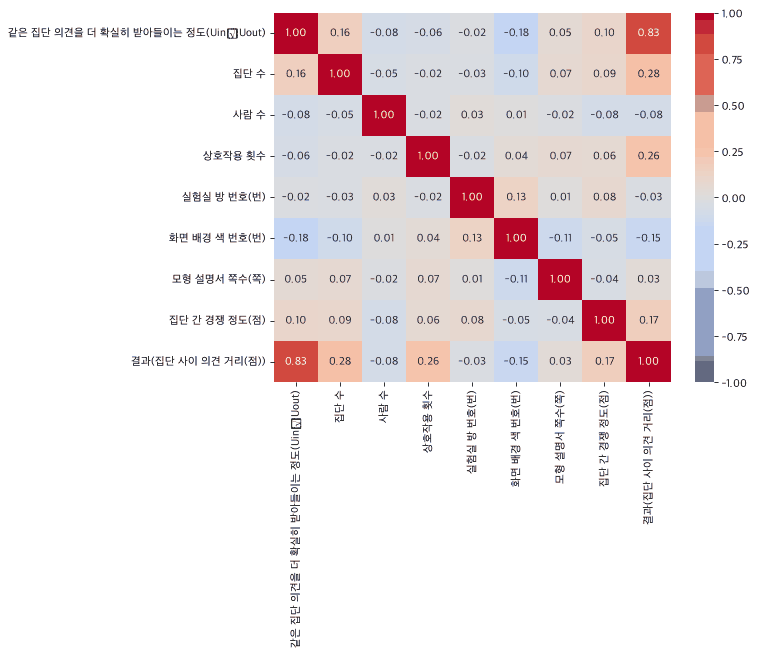 같은 집단 의견을 더 확실히 받아들이는 정도(Uin Uout)
1.00 0.16 -0.08 -0.06 -0.02 -0.18 0.05 0.10 0.83
집단 수
0.16 1.00 -0.05 -0.02 -0.03 -0.10 0.07 0.09 0.28
사람 수
-0.08 -0.05 1.00 -0.02 0.03 0.01 -0.02 -0.08 -0.08
상호작용 횟수
-0.06 -0.02 -0.02 1.00 -0.02 0.04 0.07 0.06 0.26
실험실 방 번호(번)
-0.02 -0.03 0.03 -0.02 1.00 0.13 0.01 0.08 -0.03
화면 배경 색 번호(번)
-0.18 -0.10 0.01 0.04 0.13 1.00 -0.11 -0.05 -0.15
모형 설명서 쪽수(쪽)
0.05 0.07 -0.02 0.07 0.01 -0.11 1.00 -0.04 0.03
집단 간 경쟁 정도(점)
0.10 0.09 -0.08 0.06 0.08 -0.05 -0.04 1.00 0.17
결과(집단 사이 의견 거리(점))
0.83 0.28 -0.08 0.26 -0.03 -0.15 0.03 0.17 1.00
같은 집단 의견을 더 확실히 받아들이는 정도(Uin Uout)
집단 수
사람 수
상호작용 횟수
실험실 방 번호(번)
화면 배경 색 번호(번)
모형 설명서 쪽수(쪽)
집단 간 경쟁 정도(점)
결과(집단 사이 의견 거리(점))
1.00
0.75
0.50
0.25
0.00
-0.25
-0.50
-0.75
-1.00